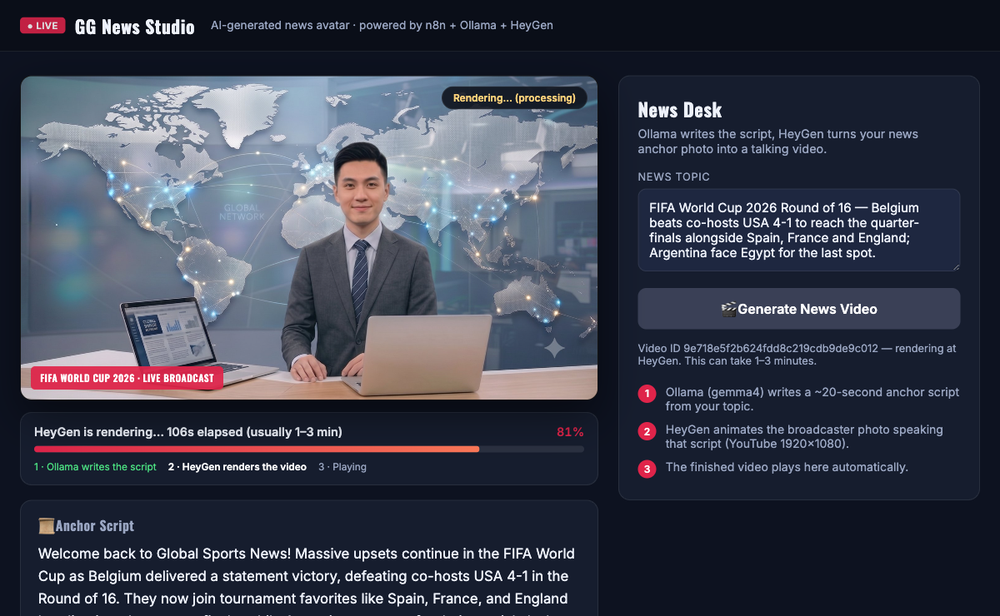 ● LIVE
GG News Studio
AI-generated news avatar · powered by n8n + Ollama + HeyGen
Rendering... (processing)
GLOBAL
NETWORK
FIFA WORLD CUP 2026 · LIVE BROADCAST
HeyGen is rendering... 106s elapsed (usually 1–3 min)
81%
1 · Ollama writes the script
2 · HeyGen renders the video
3 · Playing
Anchor Script
Welcome back to Global Sports News! Massive upsets continue in the FIFA World
Cup as Belgium delivered a statement victory, defeating co-hosts USA 4-1 in the
Round of 16. They now join tournament favorites like Spain, France, and England
News Desk
Ollama writes the script, HeyGen turns your news
anchor photo into a talking video.
NEWS TOPIC
FIFA World Cup 2026 Round of 16 — Belgium
beats co-hosts USA 4-1 to reach the quarter-
finals alongside Spain, France and England;
Argentina face Egypt for the last spot.
Generate News Video
Video ID 9e718e5f2b624fdd8c219cdb9de9c012 — rendering at
HeyGen. This can take 1–3 minutes.
1 Ollama (gemma4) writes a ~20-second anchor script
from your topic.
2 HeyGen animates the broadcaster photo speaking
that script (YouTube 1920×1080).
3 The finished video plays here automatically.